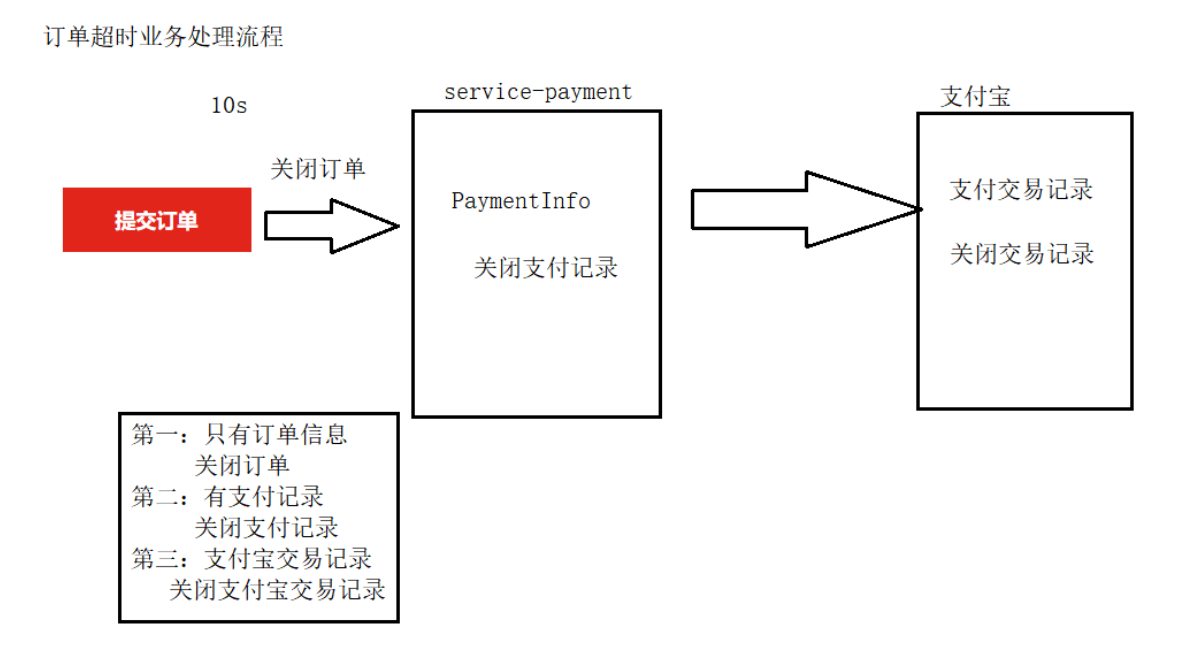 订单超时业务处理流程
10s
关闭订单
提交订单
service-payment
PaymentInfo
关闭支付记录
支付宝
支付交易记录
关闭交易记录
第一：只有订单信息
关闭订单
第二：有支付记录
关闭支付记录
第三：支付宝交易记录
关闭支付宝交易记录